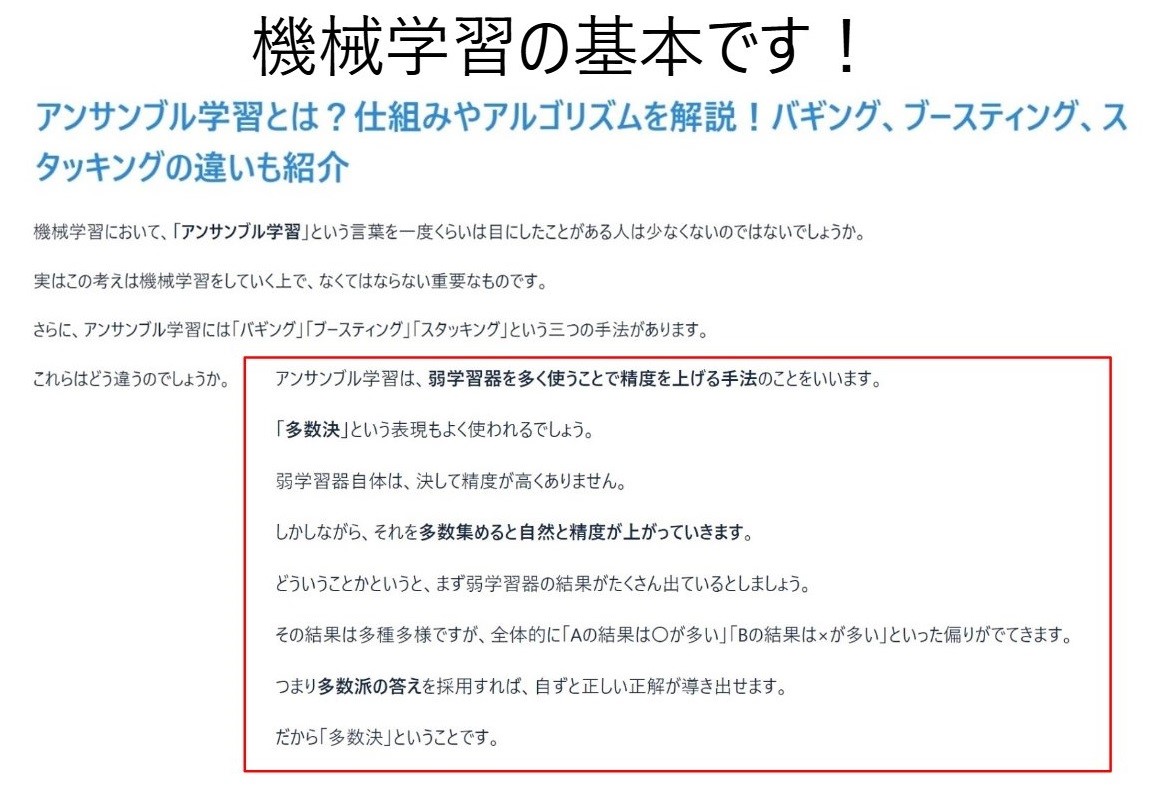 機械学習の基本です！
アンサンブル学習とは？仕組みやアルゴリズムを解説！バギング、ブースティング、ス
タッキングの違いも紹介
機械学習において、「アンサンブル学習」という言葉を一度くらいは目にしたことがある人は少なくないのではないでしょうか。
実はこの考えは機械学習をしていく上で、なくてはならない重要なものです。
さらに、アンサンブル学習には「バギング」「ブースティング」「スタッキング」という三つの手法があります。
これらはどう違うのでしょうか。
アンサンブル学習は、弱学習器を多く使うことで精度を上げる手法のことをいいます。
「多数決」という表現もよく使われるでしょう。
弱学習器自体は、決して精度が高くありません。
しかしながら、それを多数集めると自然と精度が上がっていきます。
どういうことかというと、まず弱学習器の結果がたくさん出ているとしましょう。
その結果は多種多様ですが、全体的に「Aの結果は〇が多い」「Bの結果は×が多い」といった偏りがでてきます。
つまり多数派の答えを採用すれば、自ずと正しい正解が導き出せます。
だから「多数決」ということです。